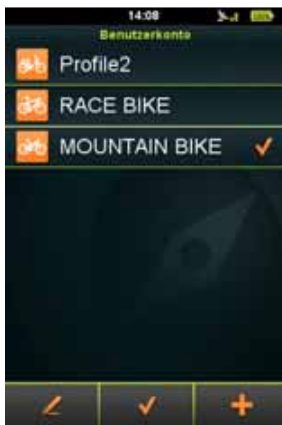 14:08
Benutzerkonto
Profile2
RACE BIKE
MOUNTAIN BIKE